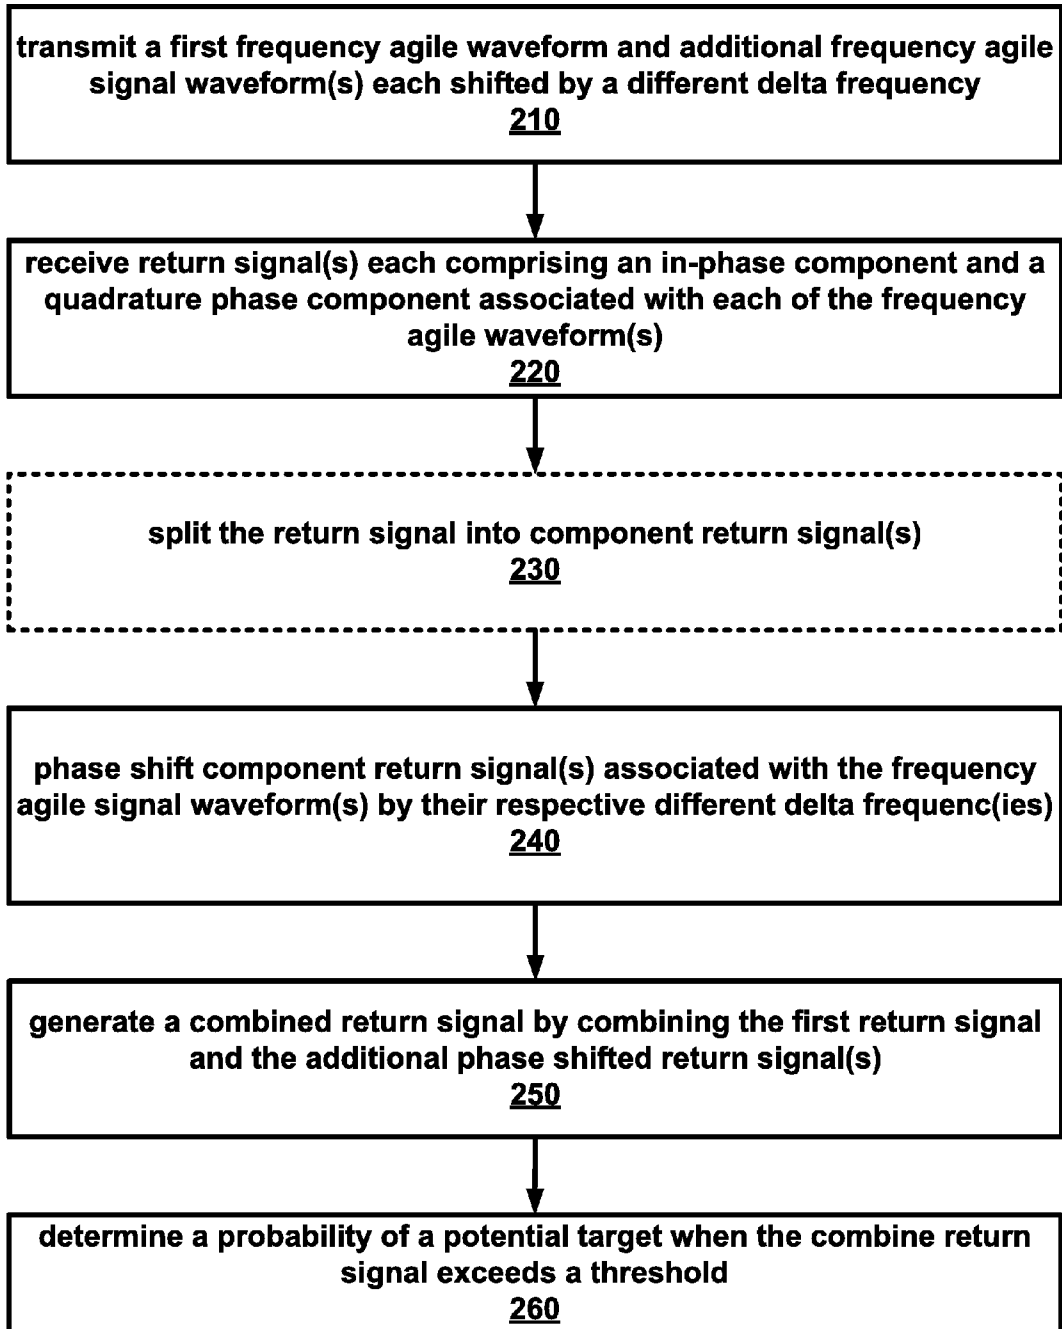 transmit a first frequency agile waveform and additional frequency agile
signal waveform(s) each shifted by a different delta frequency
210
receive return signal(s) each comprising an in-phase component and a
quadrature phase component associated with each of the frequency
agile waveform(s)
220
split the return signal into component return signal(s)
230
phase shift component return signal(s) associated with the frequency
agile signal waveform(s) by their respective different delta frequenc(ies)
240
generate a combined return signal by combining the first return signal
and the additional phase shifted return signal(s)
250
determine a probability of a potential target when the combine return
signal exceeds a threshold
260